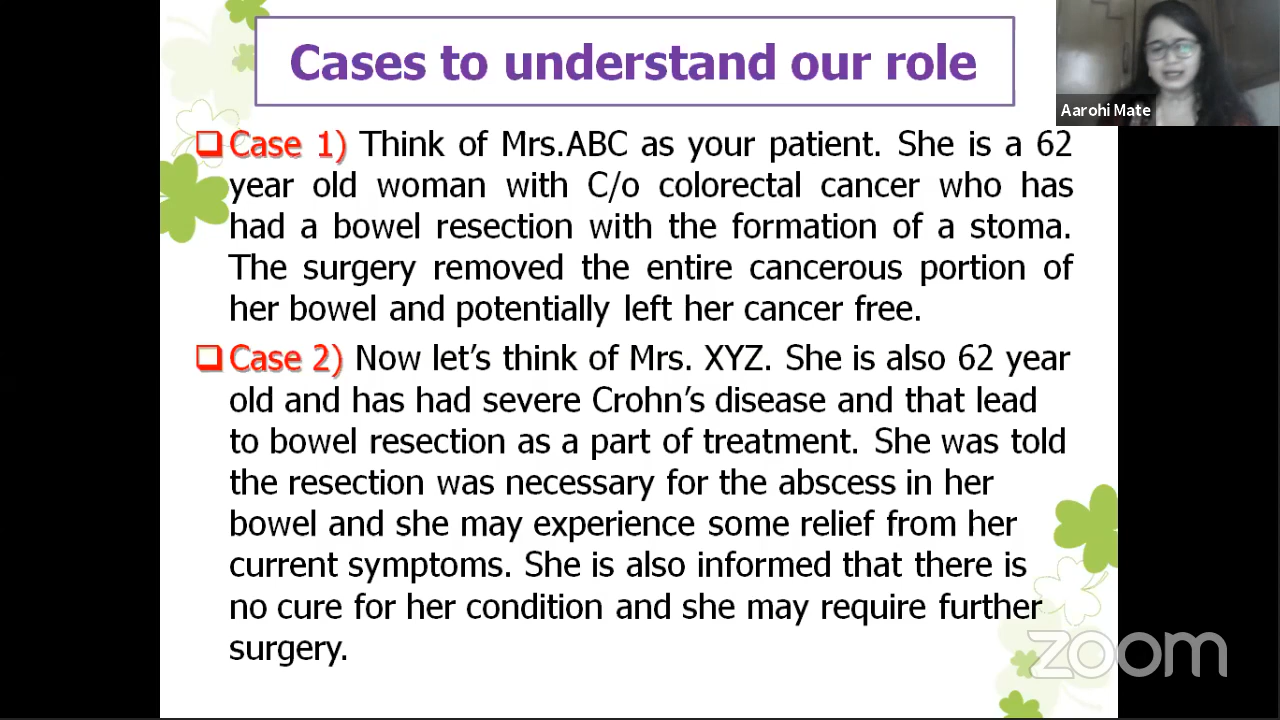 Cases to understand our role
Aarohi Mate
❑ Case 1) Think of Mrs.ABC as your patient. She is a 62
year old woman with C/o colorectal cancer who has
had a bowel resection with the formation of a stoma.
The surgery removed the entire cancerous portion of
her bowel and potentially left her cancer free.
❑ Case 2) Now let’s think of Mrs. XYZ. She is also 62 year
old and has had severe Crohn’s disease and that lead
to bowel resection as a part of treatment. She was told
the resection was necessary for the abscess in her
bowel and she may experience some relief from her
current symptoms. She is also informed that there is
no cure for her condition and she may require further
surgery.
zoom